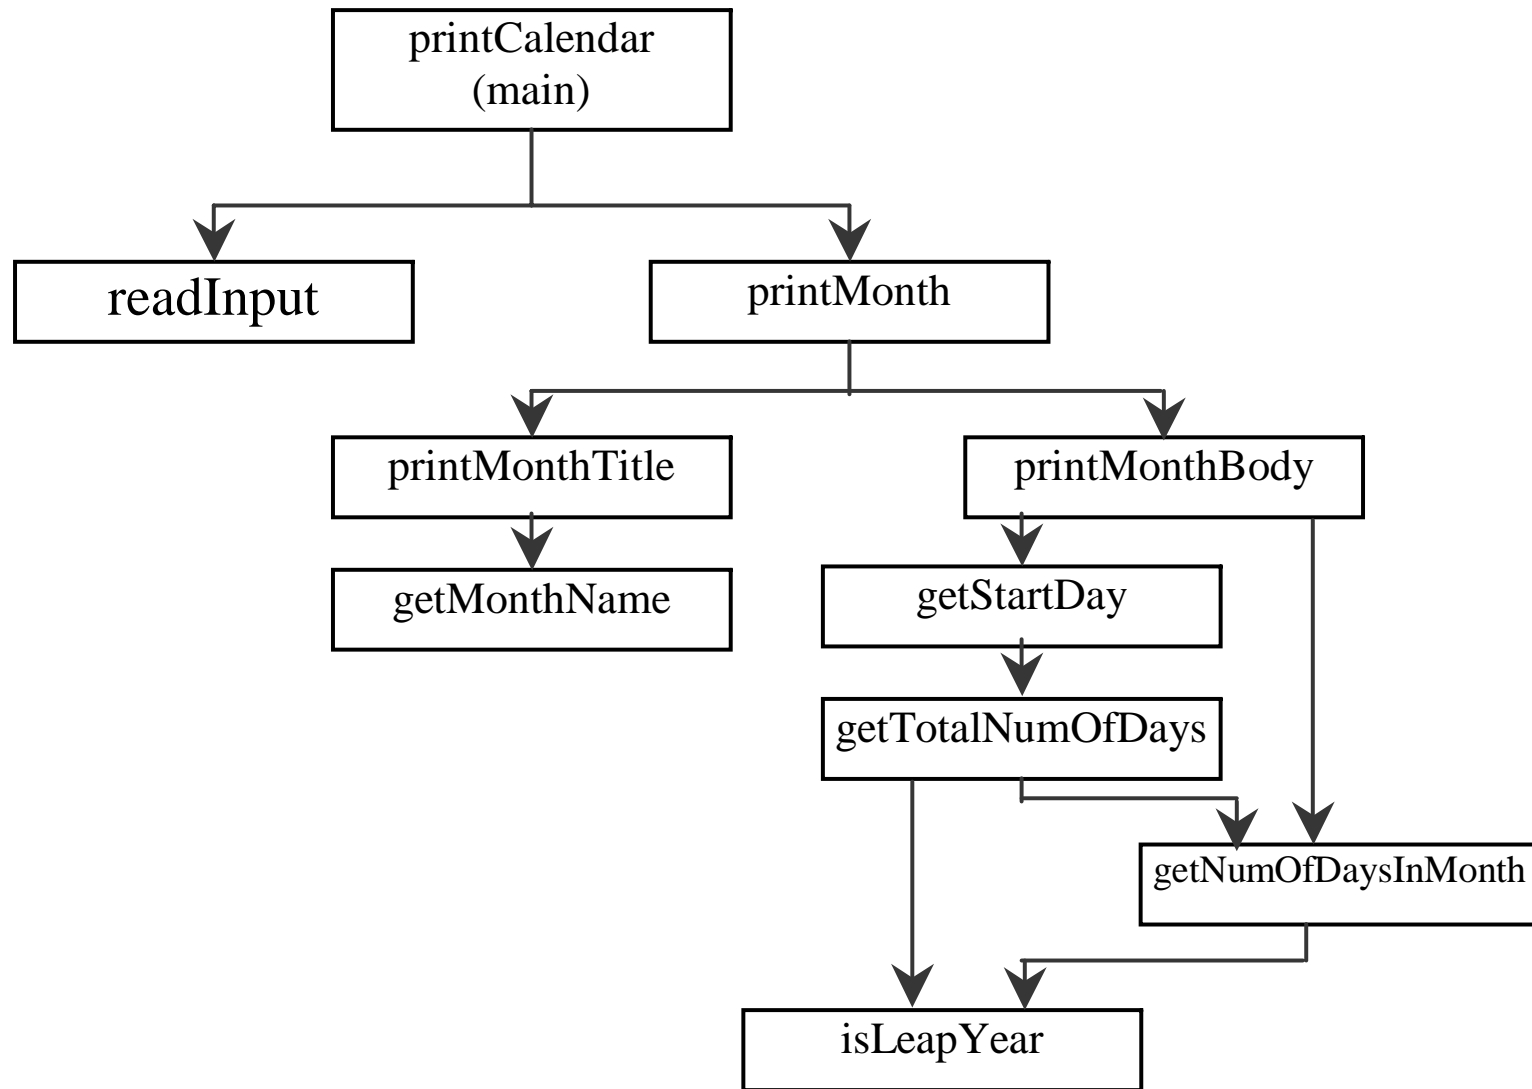 printCalendar
(main)
readInput
printMonth
printMonthTitle
printMonthBody
getMonthName
getStartDay
getTotalNumOfDays
getNumOfDaysInMonth
isLeapYear